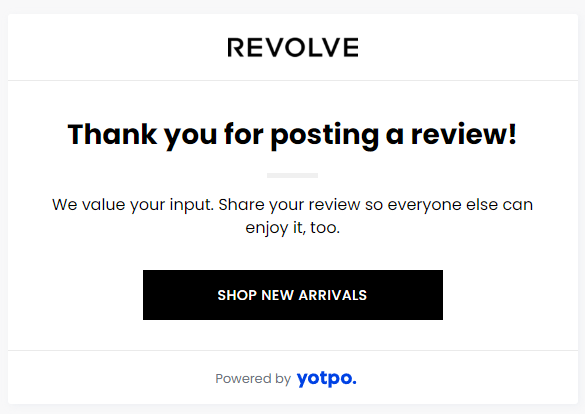 REVOLVE
Thank you for posting a review!
We value your input. Share your review so everyone else can
enjoy it, too.
SHOP NEW ARRIVALS
Powered by yotpo.